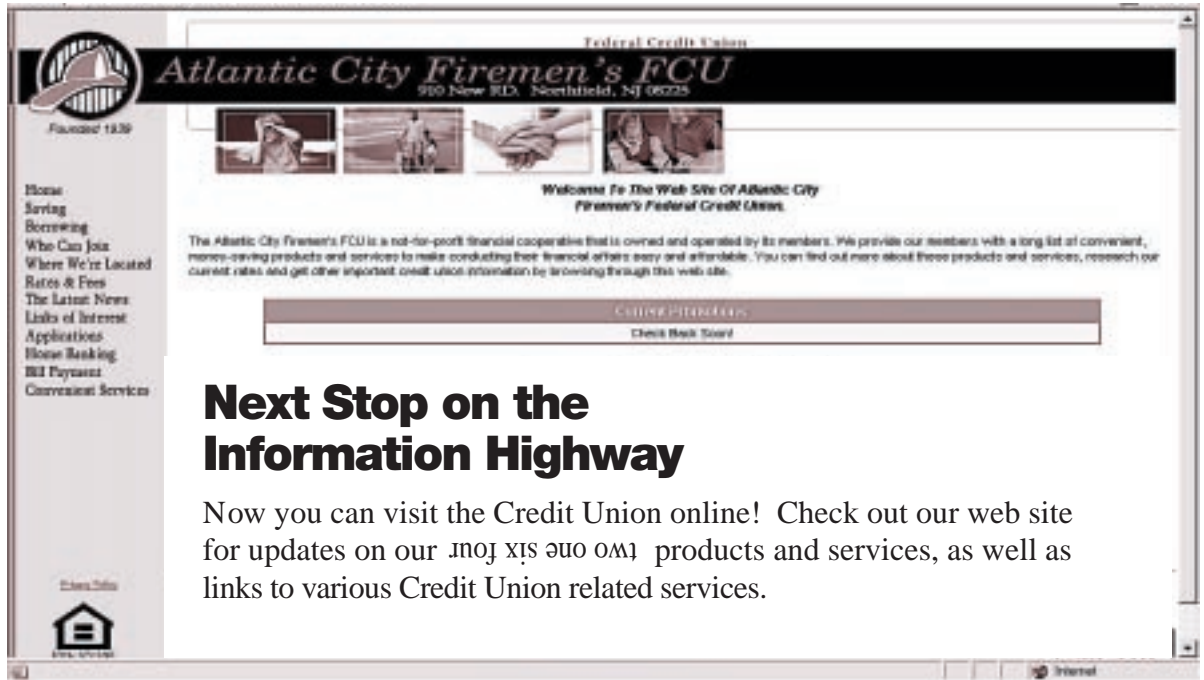 Federal Credit Union
Atlantic City Firemen's FCU
910 New RD. Northfield, NJ 08225
Founded 1939
Home
Saving
Borrowing
Who Can Join
Where We're Located
Rates & Fees
The Latest News
Links of Interest
Applications
Home Banking
Bill Payment
Convenient Services
Privacy Policy
Welcome To The Web Site Of Atlantic City
Firemen's Federal Credit Union.
The Atlantic City Firemen's FCU is a not-for-profit financial cooperative that is owned and operated by its members. We provide our members with a long list of convenient,
money-saving products and services to make conducting their financial affairs easy and affordable. You can find out more about these products and services, research our
current rates and get other important credit union information by browsing through this web site.
Current Promotions
Check Back Soon!
Next Stop on the
Information Highway
Now you can visit the Credit Union online! Check out our web site
for updates on our two one six four products and services, as well as
links to various Credit Union related services.
Internet